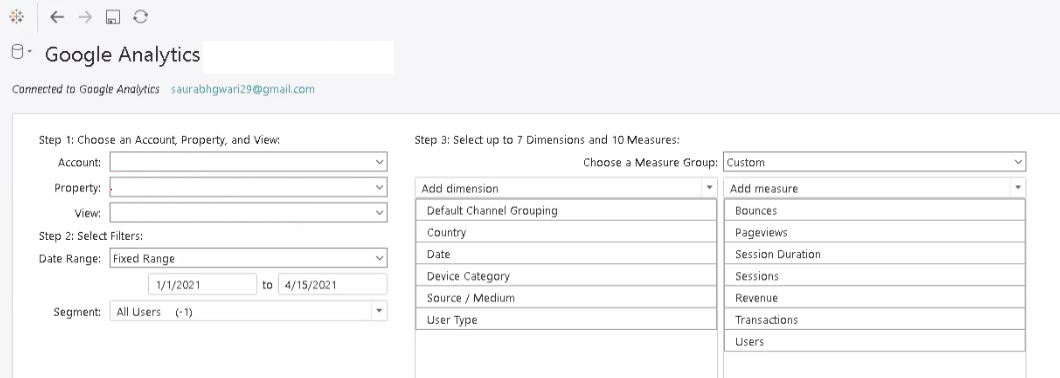 Google Analytics
Connected to Google Analytics saurabhgwari29@gmail.com
Step 1: Choose an Account, Property, and View:
Account:
Property:
View:
Step 2: Select Filters:
Date Range: Fixed Range
1/1/2021 to 4/15/2021
Segment: All Users (-1)
Step 3: Select up to 7 Dimensions and 10 Measures:
Choose a Measure Group: Custom
Add dimension
Default Channel Grouping
Country
Date
Device Category
Source / Medium
User Type
Add measure
Bounces
Pageviews
Session Duration
Sessions
Revenue
Transactions
Users